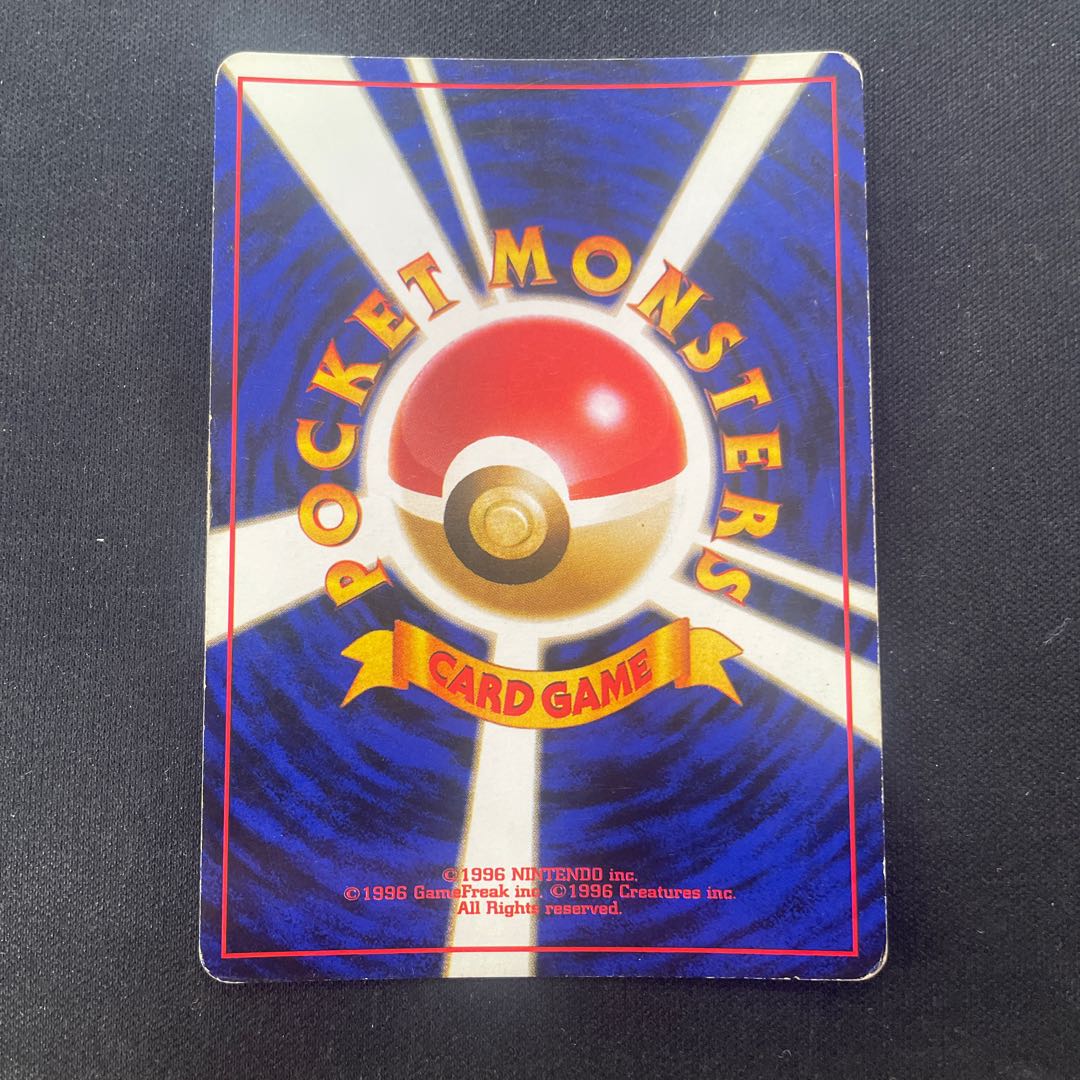 POCKET MONSTERS
CARD GAME
©1996 NINTENDO inc.
©1996 GameFreak inc. ©1996 Creatures inc.
All Rights reserved.